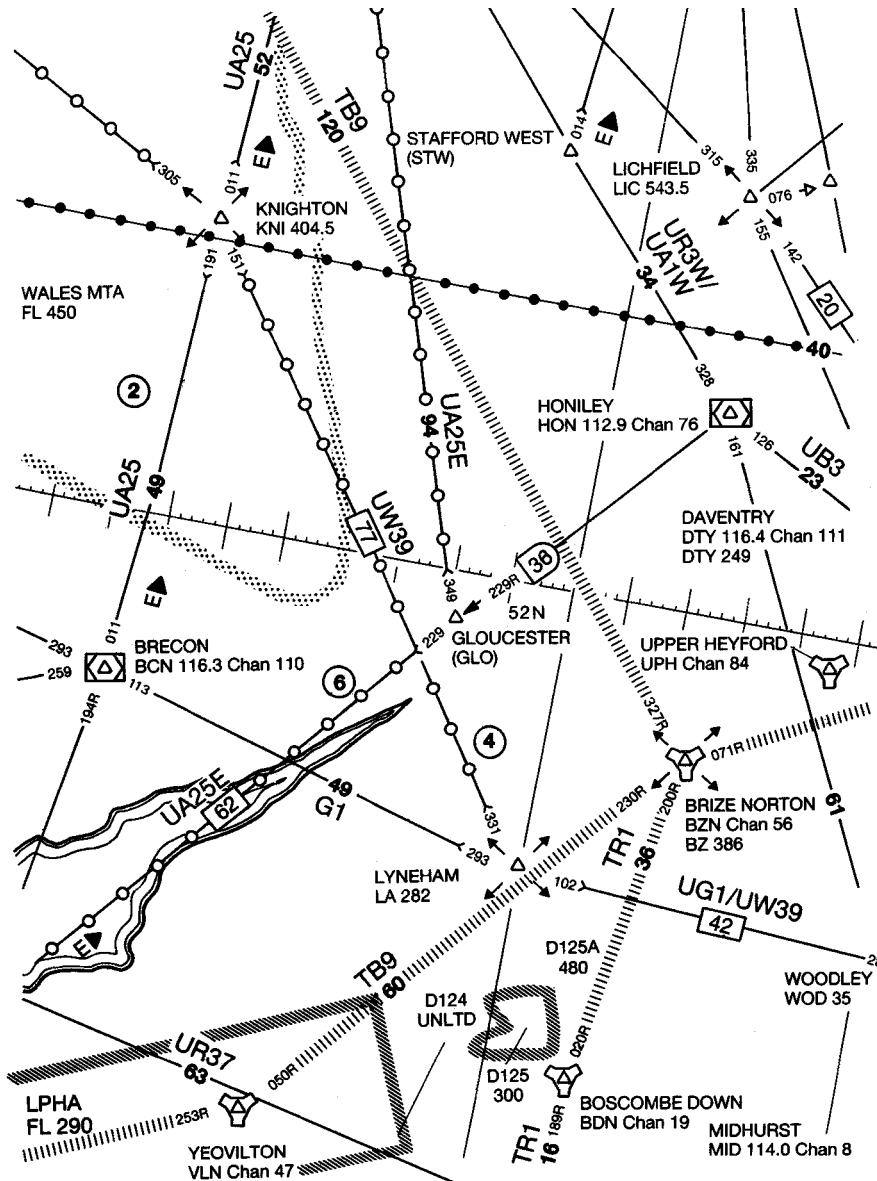 UA25
52
TB9
120
STAFFORD WEST
(STW)
014
E
LICHFIELD
LIC 543.5
315
335
076
155
142
20
305
011
E
KNIGHTON
KNI 404.5
191
151
UR3W/
UA1W
34
WALES MTA
FL 450
40
328
2
HONILEY
HON 112.9 Chan 76
161
126
UB3
23
UA25E
94
UA25
49
77
UW39
DAVENTRY
DTY 116.4 Chan 111
DTY 249
36
229R
349
52N
E
011
293
259
BRECON
BCN 116.3 Chan 110
113
194R
229
GLOUCESTER
(GLO)
UPPER HEYFORD
UPH Chan 84
6
4
327R
071R
49
G1
UA25E
62
331
293
230R
200R
BRIZE NORTON
BZN Chan 56
BZ 386
61
TR1
36
LYNEHAM
LA 282
102
UG1/UW39
42
E
TB9
60
D125A
480
D124
UNLTD
WOODLEY
WOD 35
UR37
63
050R
020R
D125
300
LPHA
FL 290
253R
YEOVILTON
VLN Chan 47
BOSCOMBE DOWN
BDN Chan 19
TR1
16
189R
MIDHURST
MID 114.0 Chan 8